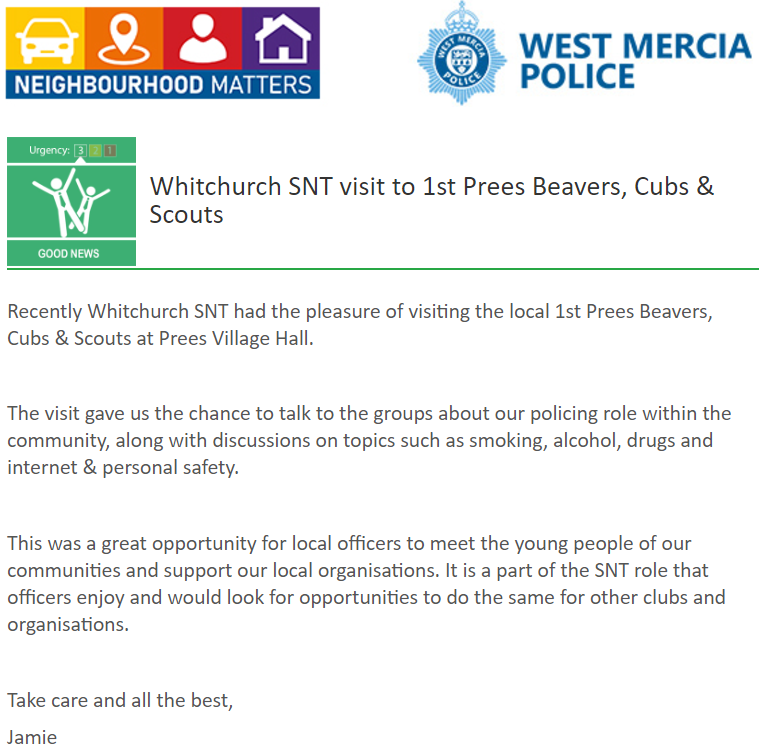 NEIGHBOURHOOD MATTERS
WEST MERCIA
POLICE
WEST MERCIA
POLICE
Urgency: 3 2 1
GOOD NEWS
Whitchurch SNT visit to 1st Prees Beavers, Cubs &
Scouts
Recently Whitchurch SNT had the pleasure of visiting the local 1st Prees Beavers,
Cubs & Scouts at Prees Village Hall.
The visit gave us the chance to talk to the groups about our policing role within the
community, along with discussions on topics such as smoking, alcohol, drugs and
internet & personal safety.
This was a great opportunity for local officers to meet the young people of our
communities and support our local organisations. It is a part of the SNT role that
officers enjoy and would look for opportunities to do the same for other clubs and
organisations.
Take care and all the best,
Jamie